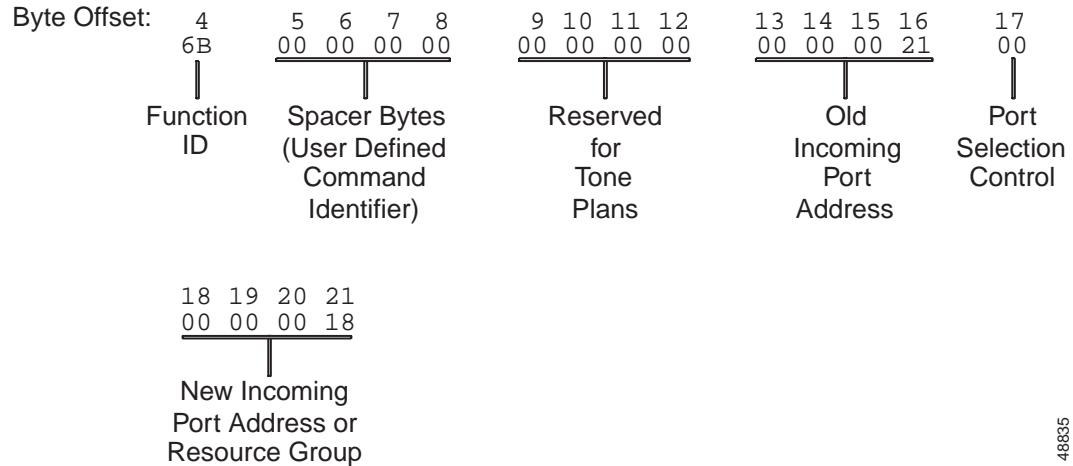 Byte Offset: 4 5 6 7 8 9 10 11 12 13 14 15 16 17
6B 00 00 00 00 00 00 00 00 00 00 00 21 00
Function ID
Spacer Bytes (User Defined Command Identifier)
Reserved for Tone Plans
Old Incoming Port Address
Port Selection Control
18 19 20 21
00 00 00 18
New Incoming
Port Address or
Resource Group
48835